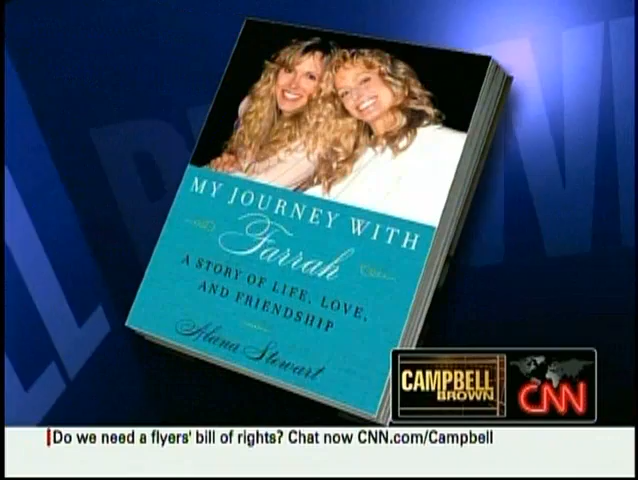 MY JOURNEY WITH
Farrah
A STORY OF LIFE, LOVE,
AND FRIENDSHIP
Alana Stewart
CAMPBELL
BROWN
CNN
Do we need a flyers' bill of rights? Chat now CNN.com/Campbell